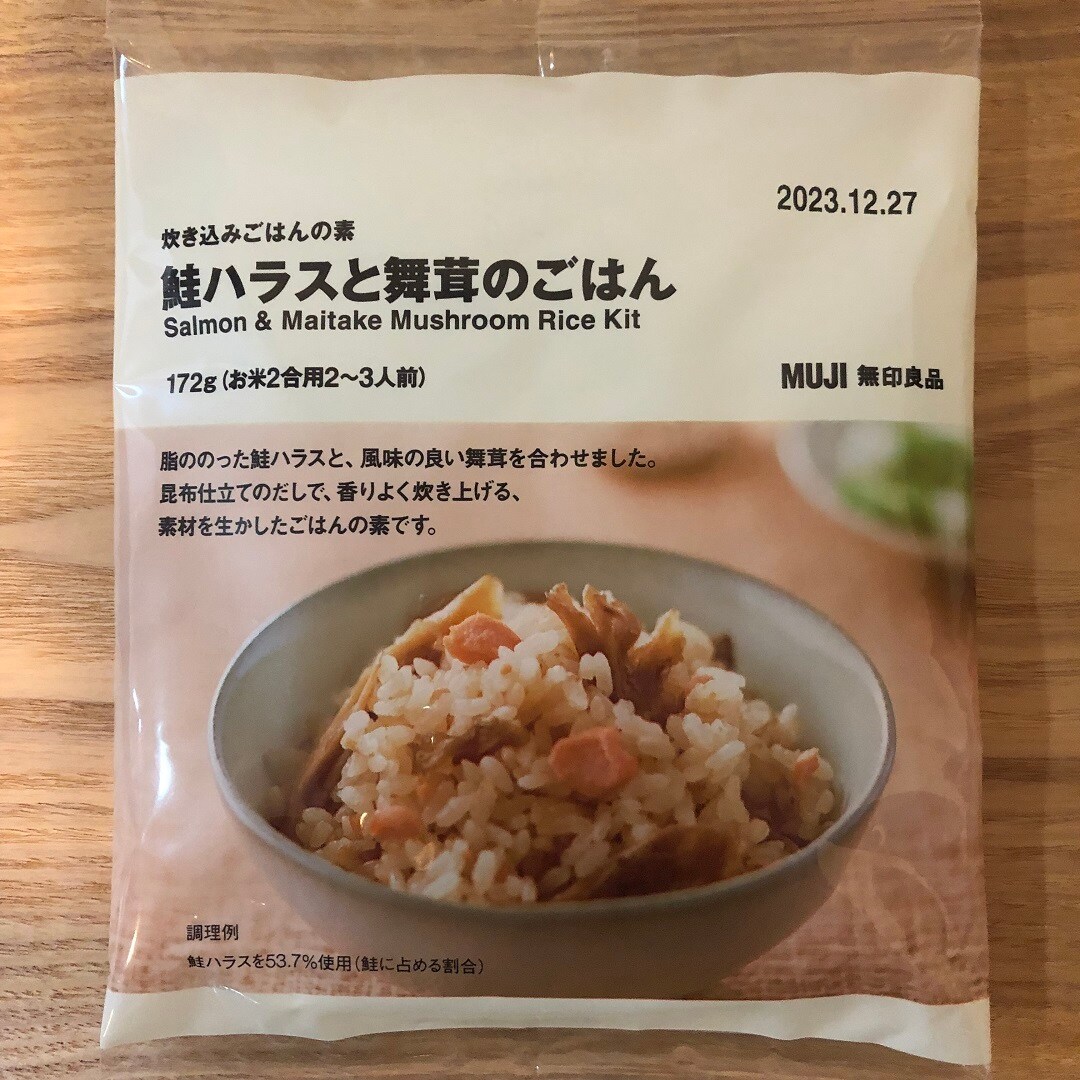 2023.12.27
炊き込みごはんの素
鮭ハラスと舞茸のごはん
Salmon & Maitake Mushroom Rice Kit
172g（お米2合用2～3人前）
MUJI 無印良品
脂ののった鮭ハラスと、風味の良い舞茸を合わせました。
昆布仕立てのだしで、香りよく炊き上げる、
素材を生かしたごはんの素です。
調理例
鮭ハラスを53.7%使用（鮭に占める割合）